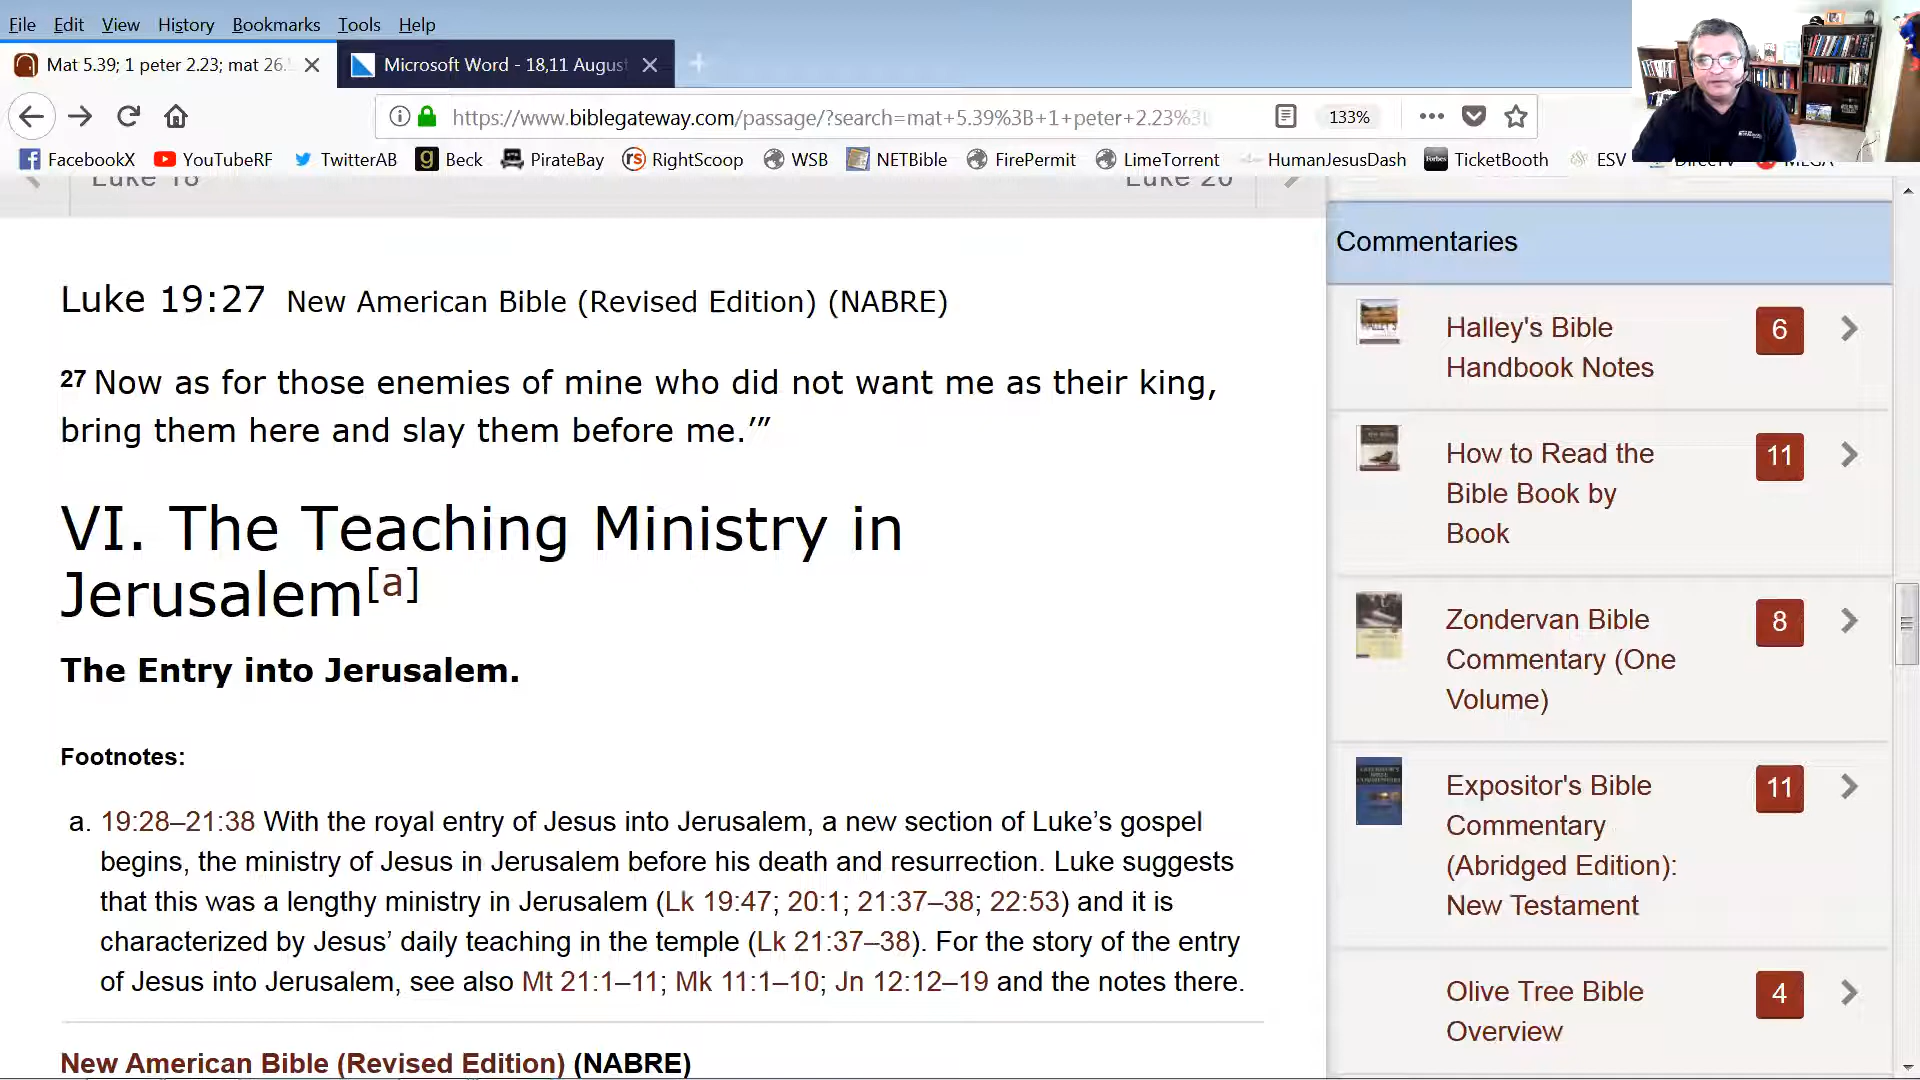 File Edit View History Bookmarks Tools Help
Mat 5.39; 1 peter 2.23; mat 26.
Microsoft Word - 18,11 August
https://www.biblegateway.com/passage/?search=mat+5.39%3B+1+peter+2.23%3
133%
FacebookX YouTubeRF TwitterAB Beck PirateBay RightScoop WSB NETBible FirePermit LimeTorrent HumanJesusDash TicketBooth ESV DirecTV MEGA
Luke 18
Luke 20
Luke 19:27 New American Bible (Revised Edition) (NABRE)
27 Now as for those enemies of mine who did not want me as their king,
bring them here and slay them before me.’”
VI. The Teaching Ministry in
Jerusalem[a]
The Entry into Jerusalem.
Footnotes:
a. 19:28–21:38 With the royal entry of Jesus into Jerusalem, a new section of Luke’s gospel
begins, the ministry of Jesus in Jerusalem before his death and resurrection. Luke suggests
that this was a lengthy ministry in Jerusalem (Lk 19:47; 20:1; 21:37–38; 22:53) and it is
characterized by Jesus’ daily teaching in the temple (Lk 21:37–38). For the story of the entry
of Jesus into Jerusalem, see also Mt 21:1–11; Mk 11:1–10; Jn 12:12–19 and the notes there.
New American Bible (Revised Edition) (NABRE)
Commentaries
Halley's Bible
Handbook Notes
6
How to Read the
Bible Book by
Book
11
Zondervan Bible
Commentary (One
Volume)
8
Expositor's Bible
Commentary
(Abridged Edition):
New Testament
11
Olive Tree Bible
Overview
4